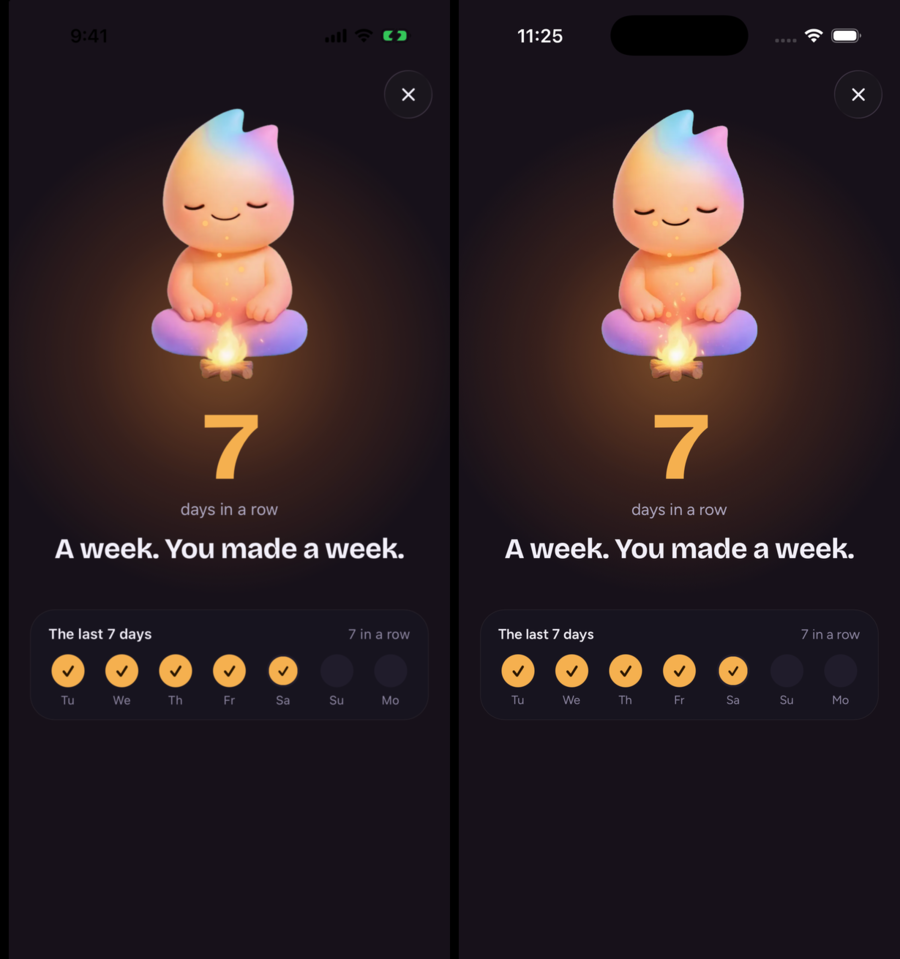 9:41
7
days in a row
A week. You made a week.
The last 7 days
7 in a row
Tu We Th Fr Sa Su Mo
11:25
7
days in a row
A week. You made a week.
The last 7 days
7 in a row
Tu We Th Fr Sa Su Mo